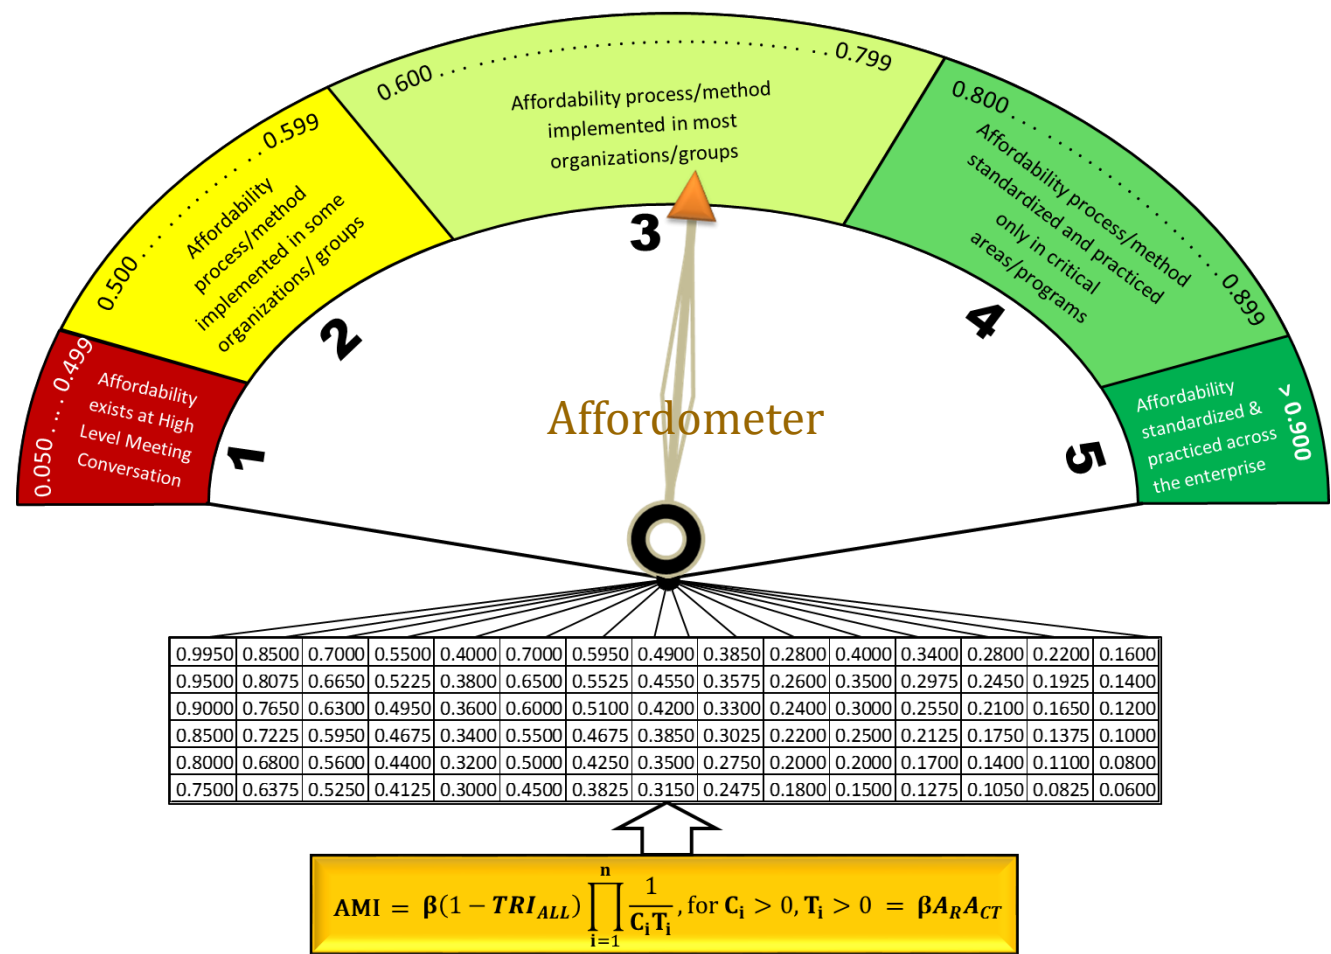 0.050 .... 0.499
Affordability
exists at High
Level Meeting
Conversation
1
0.500 . . . . . . . . . . . 0.599
Affordability
process/method
implemented in some
organizations/ groups
2
0.600 . . . . . . . . . . . . . . . . . . . . . . . . . . . . . . . . . 0.799
Affordability process/method
implemented in most
organizations/groups
3
0.800 . . . . . . . . . . . . . . . . . . . . . . . 0.899
Affordability process/method
standardized and practiced
only in critical
areas/programs
4
> 0.900
Affordability
standardized &
practiced across
the enterprise
5
Affordometer
0.9950 0.8500 0.7000 0.5500 0.4000 0.7000 0.5950 0.4900 0.3850 0.2800 0.4000 0.3400 0.2800 0.2200 0.1600
0.9500 0.8075 0.6650 0.5225 0.3800 0.6500 0.5525 0.4550 0.3575 0.2600 0.3500 0.2975 0.2450 0.1925 0.1400
0.9000 0.7650 0.6300 0.4950 0.3600 0.6000 0.5100 0.4200 0.3300 0.2400 0.3000 0.2550 0.2100 0.1650 0.1200
0.8500 0.7225 0.5950 0.4675 0.3400 0.5500 0.4675 0.3850 0.3025 0.2200 0.2500 0.2125 0.1750 0.1375 0.1000
0.8000 0.6800 0.5600 0.4400 0.3200 0.5000 0.4250 0.3500 0.2750 0.2000 0.2000 0.1700 0.1400 0.1100 0.0800
0.7500 0.6375 0.5250 0.4125 0.3000 0.4500 0.3825 0.3150 0.2475 0.1800 0.1500 0.1275 0.1050 0.0825 0.0600
AMI = β(1 − TRI_ALL) ∏_{i=1}^{n} 1/(C_i T_i), for C_i > 0, T_i > 0 = βA_R A_CT